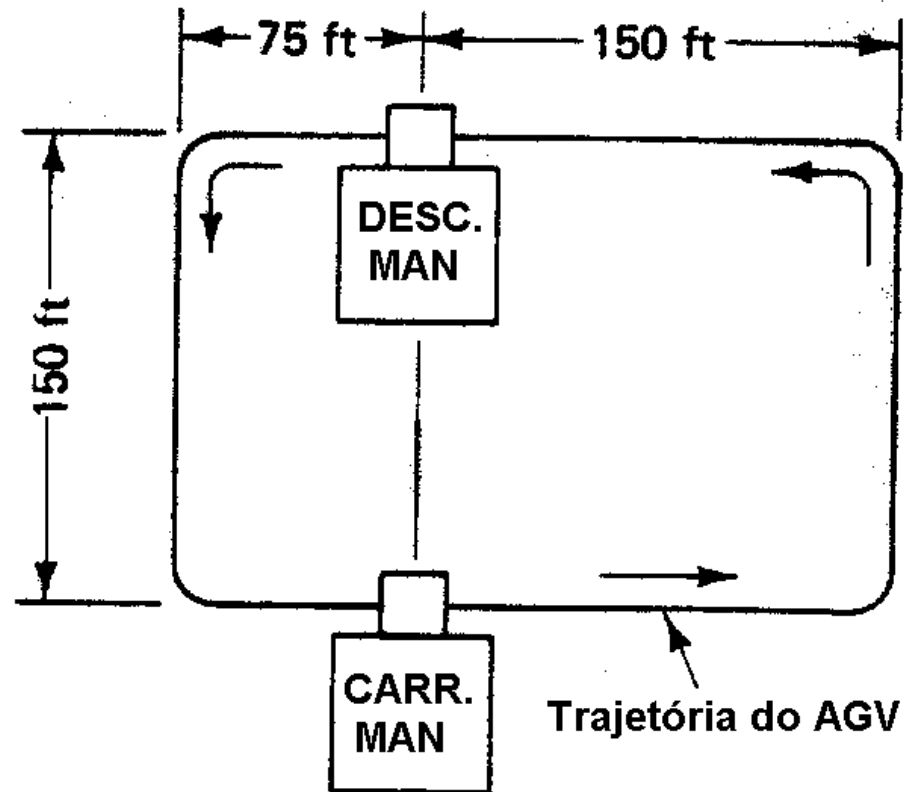 75 ft
150 ft
DESC.
MAN
150 ft
CARR.
MAN
Trajetória do AGV